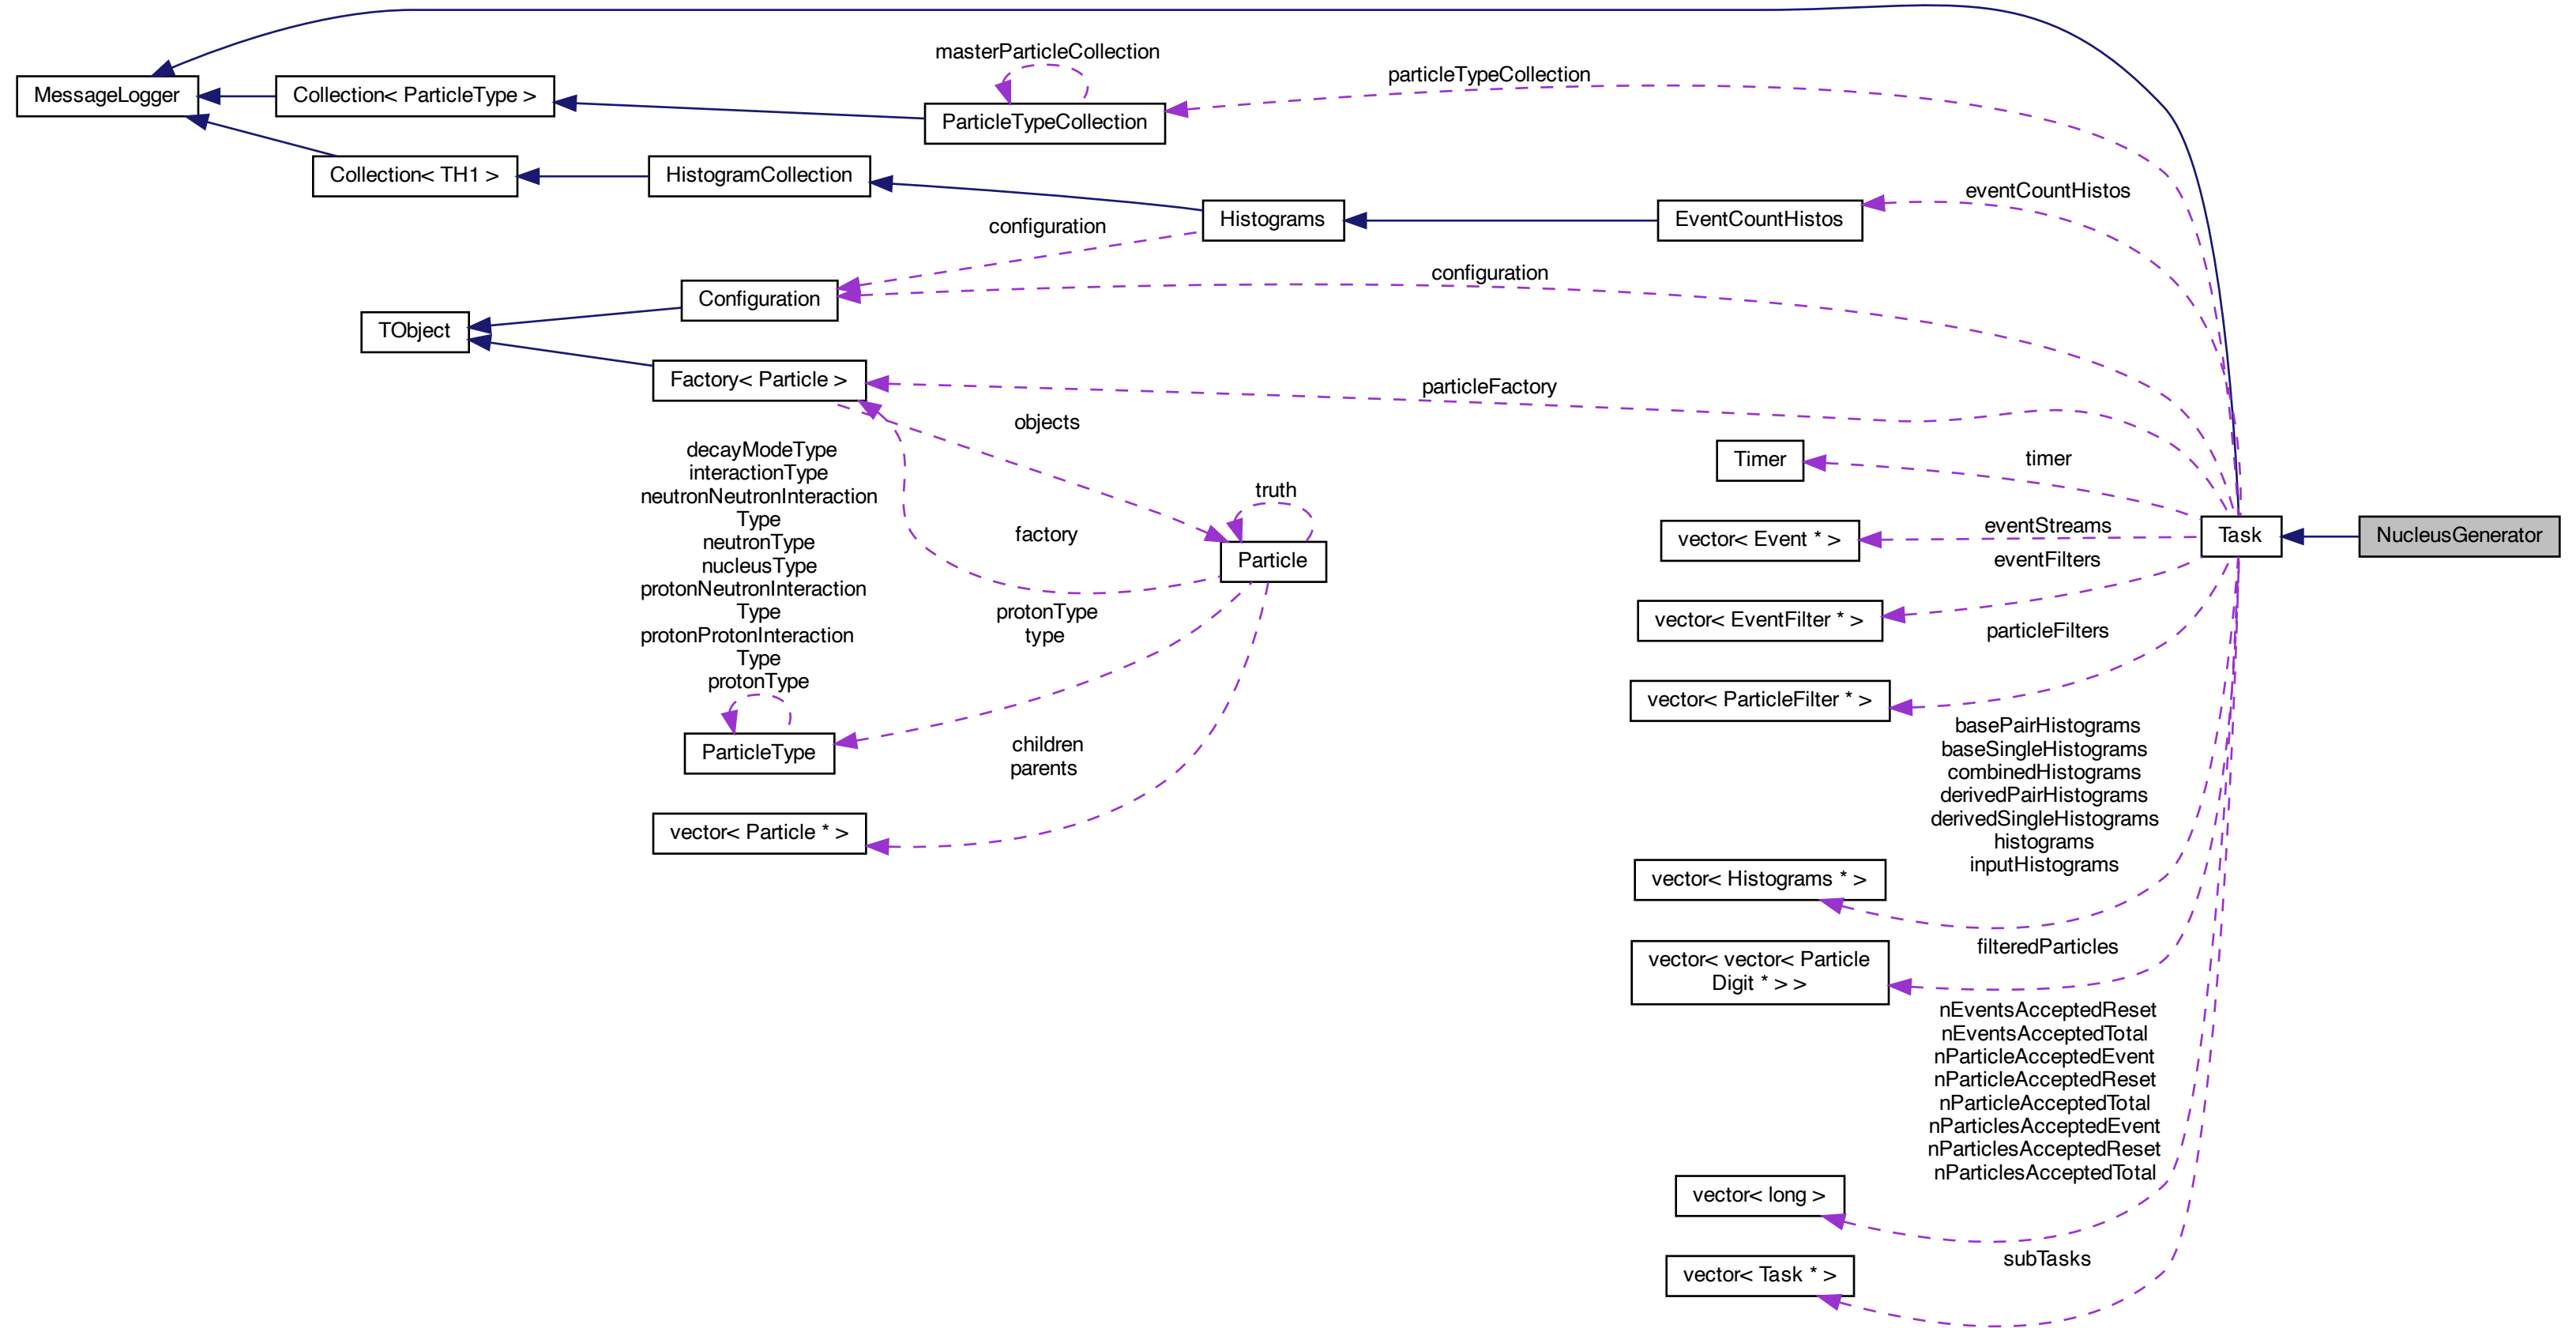 masterParticleCollection
particleTypeCollection
MessageLogger
Collection< ParticleType >
ParticleTypeCollection
Collection< TH1 >
HistogramCollection
eventCountHistos
Histograms
EventCountHistos
configuration
configuration
Configuration
TObject
Factory< Particle >
particleFactory
objects
decayModeType
interactionType
neutronNeutronInteraction
Type
neutronType
nucleusType
protonNeutronInteraction
Type
protonProtonInteraction
Type
protonType
ParticleType
truth
factory
Particle
protonType
type
children
parents
vector< Particle * >
Timer
timer
vector< Event * >
eventStreams
Task
NucleusGenerator
eventFilters
vector< EventFilter * >
particleFilters
vector< ParticleFilter * >
basePairHistograms
baseSingleHistograms
combinedHistograms
derivedPairHistograms
derivedSingleHistograms
histograms
inputHistograms
vector< Histograms * >
filteredParticles
vector< vector< Particle
Digit * > >
nEventsAcceptedReset
nEventsAcceptedTotal
nParticleAcceptedEvent
nParticleAcceptedReset
nParticleAcceptedTotal
nParticlesAcceptedEvent
nParticlesAcceptedReset
nParticlesAcceptedTotal
vector< long >
subTasks
vector< Task * >